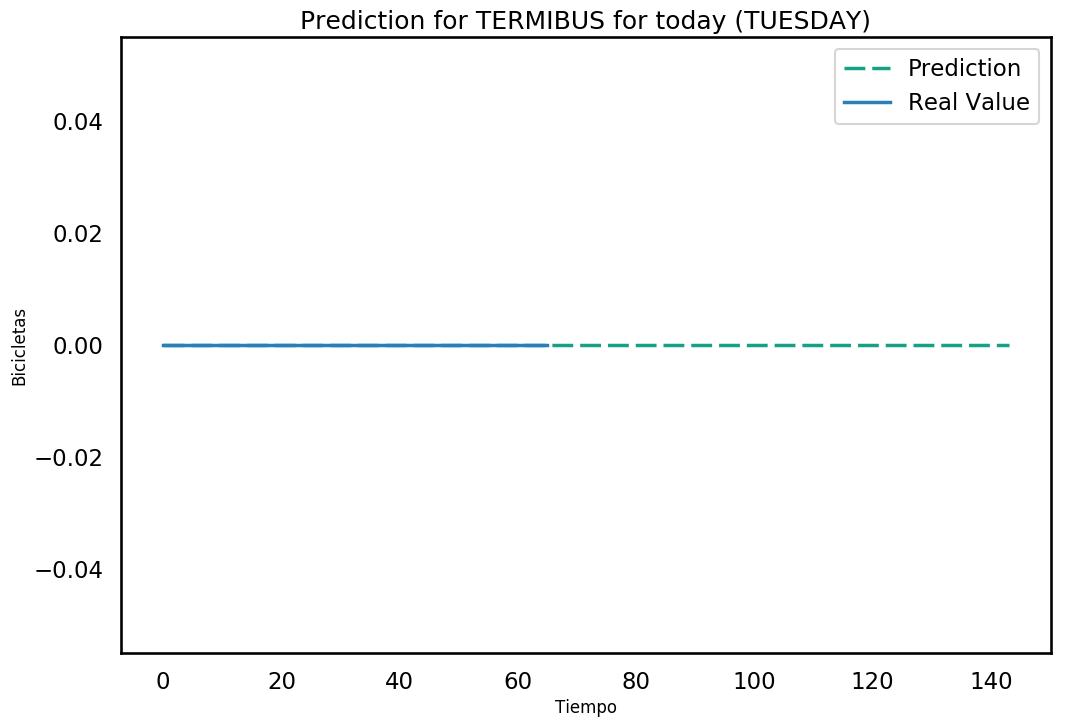 Prediction for TERMIBUS for today (TUESDAY)
Prediction
Real Value
0.04
0.02
0.00
−0.02
−0.04
Bicicletas
0 20 40 60 80 100 120 140
Tiempo